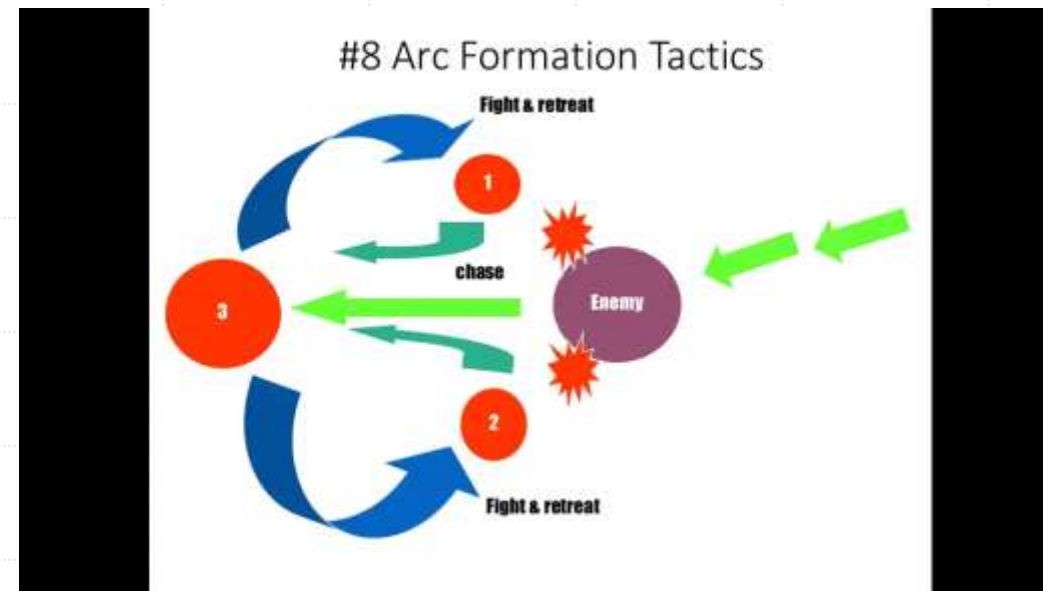 #8 Arc Formation Tactics
Fight & retreat
1
chase
3
Enemy
2
Fight & retreat